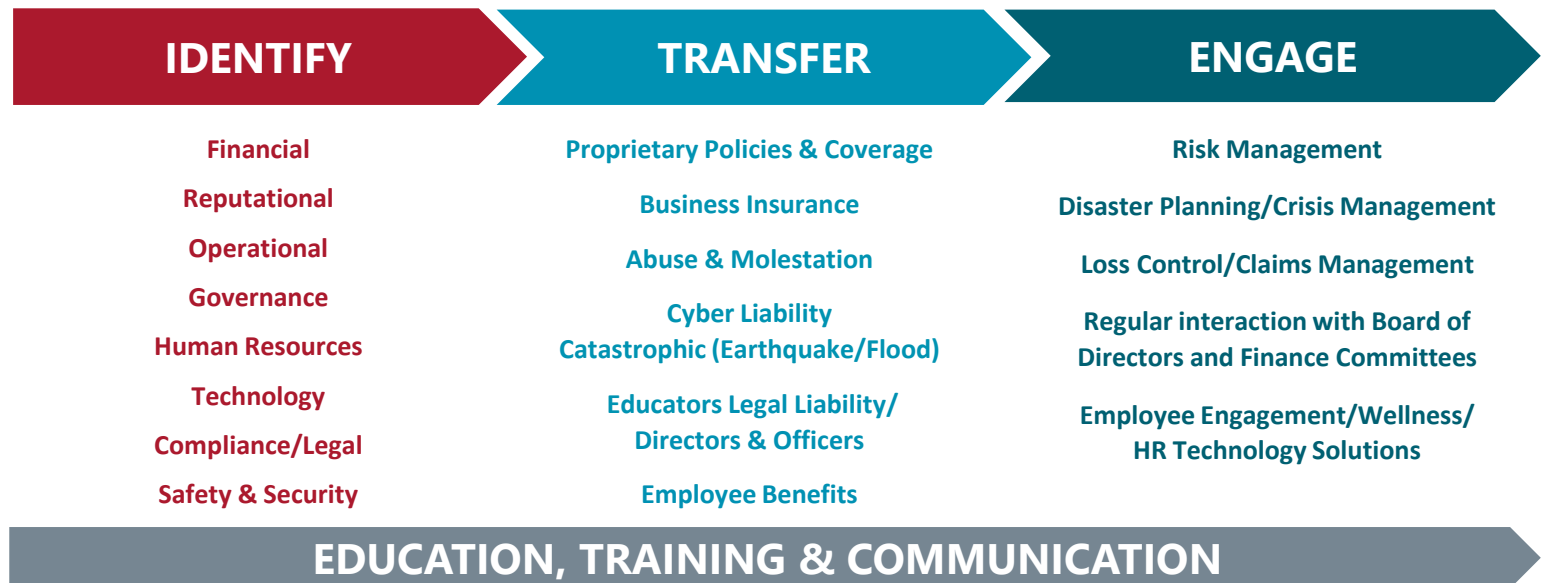 IDENTIFY
TRANSFER
ENGAGE
Financial
Reputational
Operational
Governance
Human Resources
Technology
Compliance/Legal
Safety & Security
Proprietary Policies & Coverage
Business Insurance
Abuse & Molestation
Cyber Liability
Catastrophic (Earthquake/Flood)
Educators Legal Liability/
Directors & Officers
Employee Benefits
Risk Management
Disaster Planning/Crisis Management
Loss Control/Claims Management
Regular interaction with Board of
Directors and Finance Committees
Employee Engagement/Wellness/
HR Technology Solutions
EDUCATION, TRAINING & COMMUNICATION